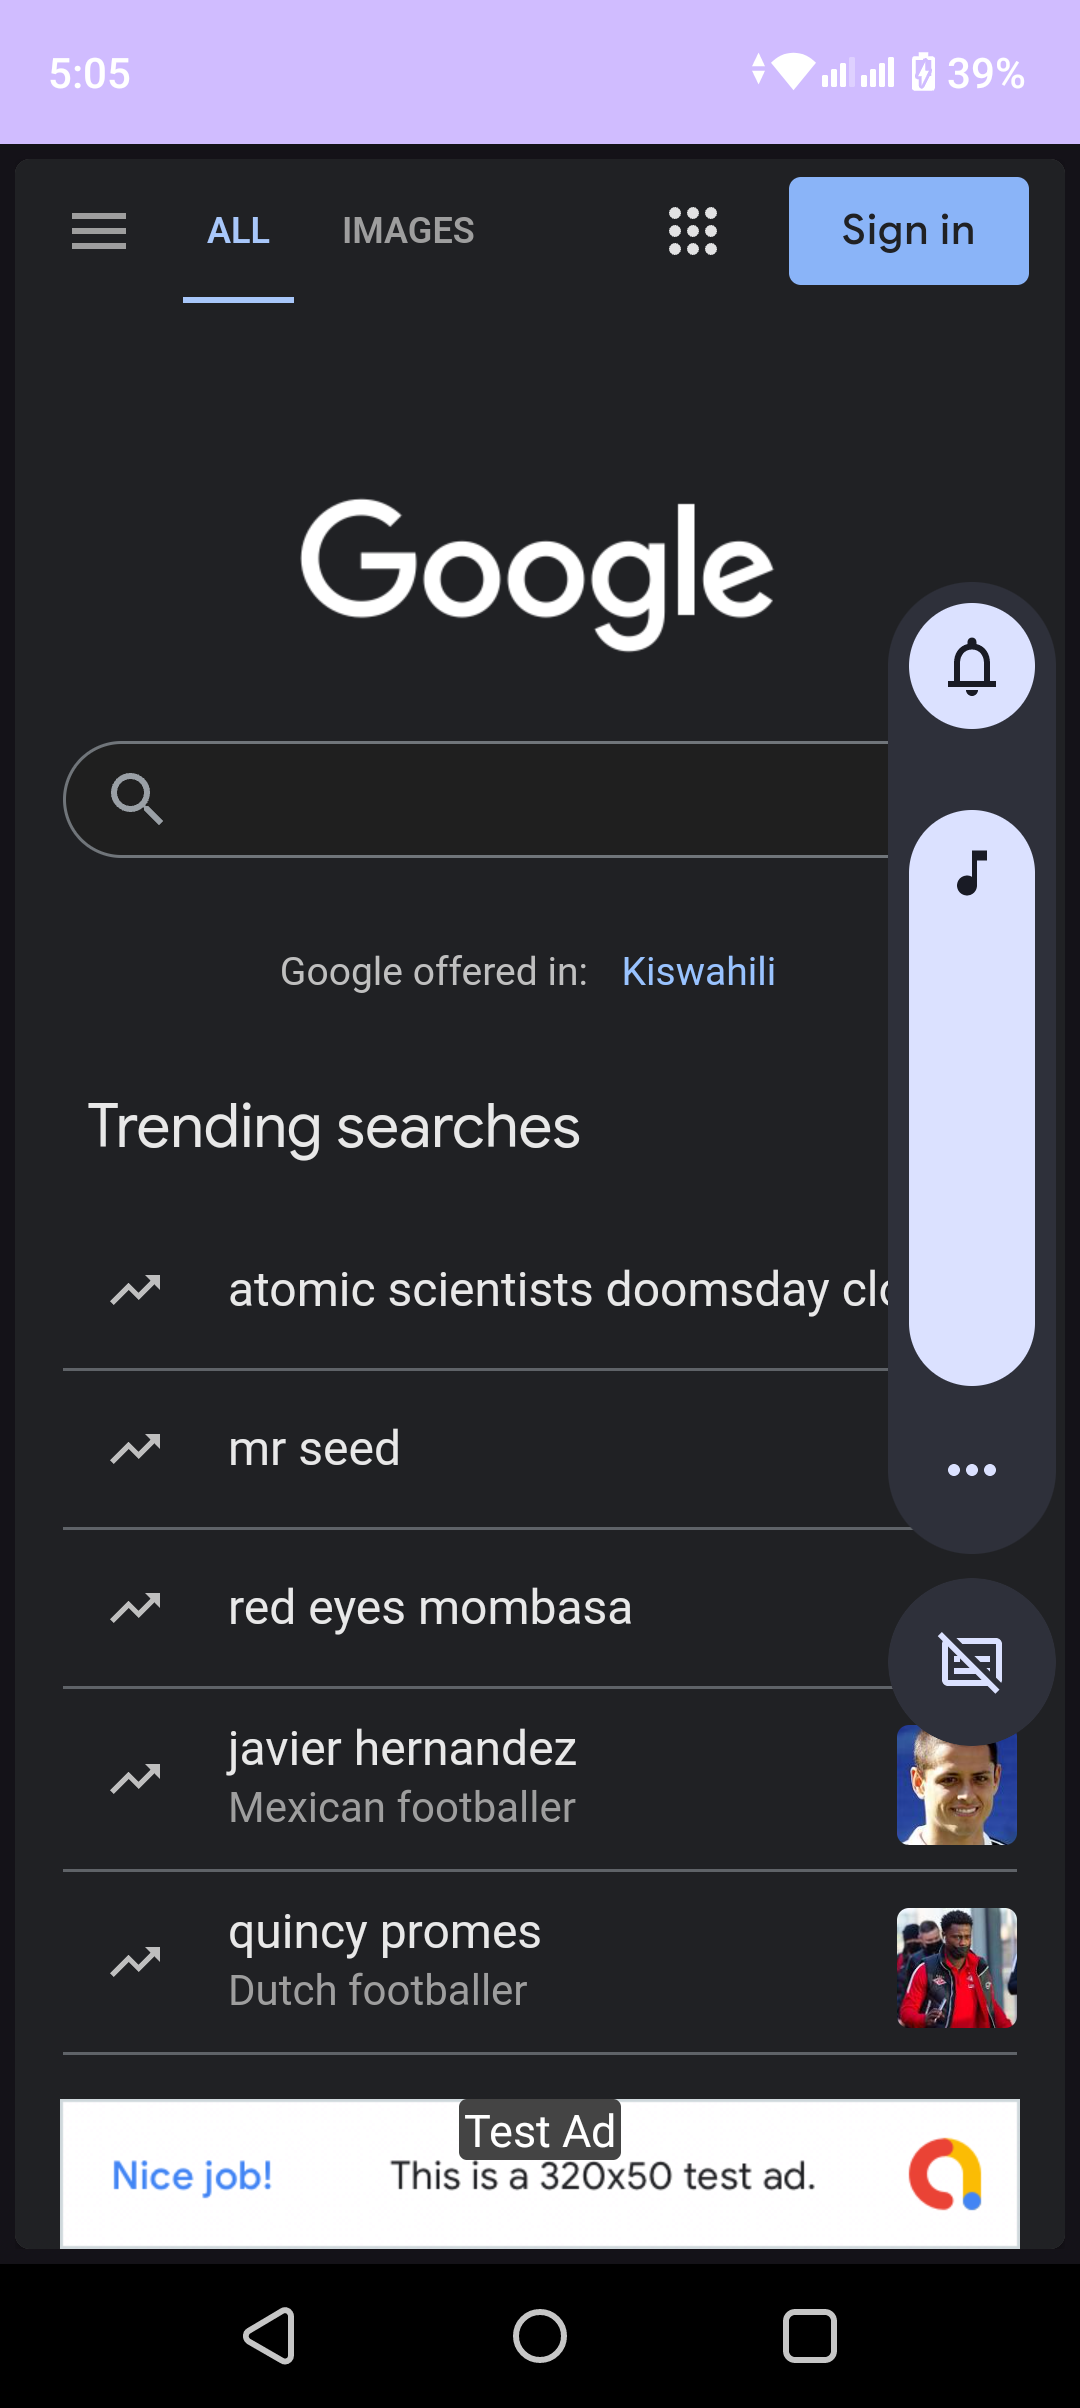 5:05
39%
ALL IMAGES Sign in
Google
Google offered in: Kiswahili
Trending searches
atomic scientists doomsday
mr seed
red eyes mombasa
javier hernandez
Mexican footballer
quincy promes
Dutch footballer
Test Ad
Nice job! This is a 320x50 test ad.